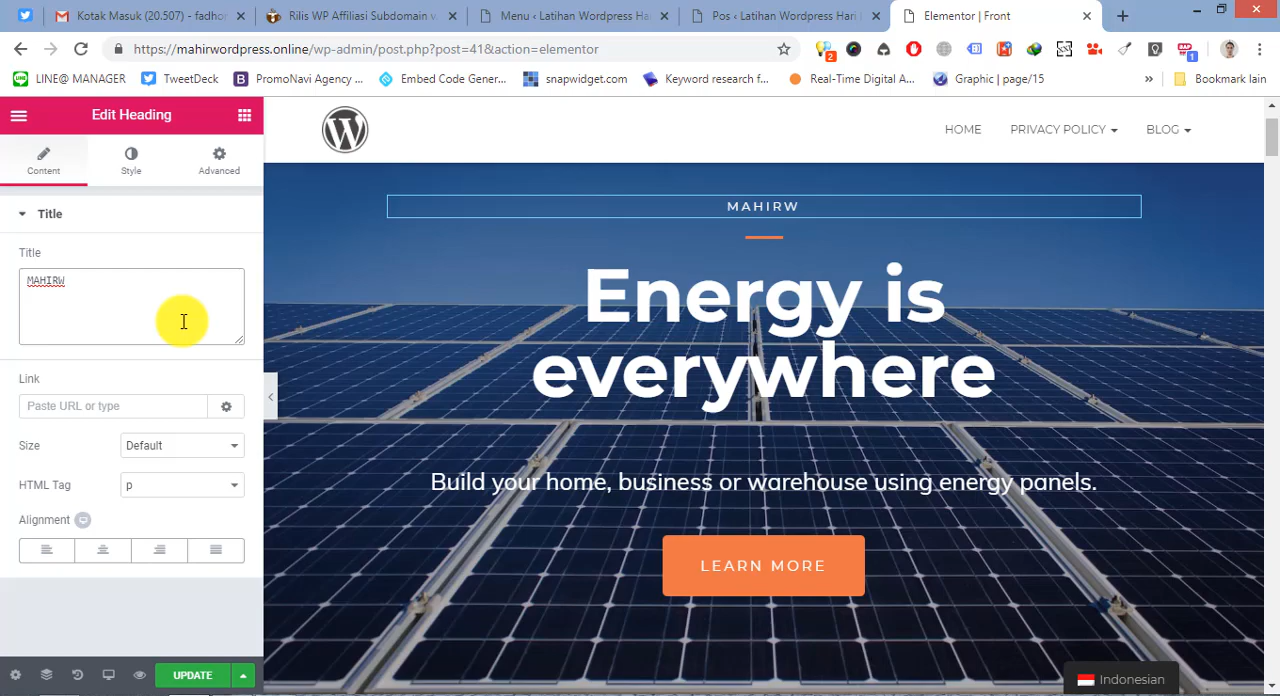 Kotak Masuk (20.507) - fadhor
Rilis WP Affiliasi Subdomain v
Menu ‹ Latihan Wordpress Hari
Pos ‹ Latihan Wordpress Hari I
Elementor | Front
https://mahirwordpress.online/wp-admin/post.php?post=41&action=elementor
2
1
LINE@ MANAGER
TweetDeck
PromoNavi Agency ...
Embed Code Gener...
snapwidget.com
Keyword research f...
Real-Time Digital A...
Graphic | page/15
»
Bookmark lain
Edit Heading
HOME
PRIVACY POLICY
BLOG
Content
Style
Advanced
MAHIRW
Title
Title
MAHIRW
Energy is
everywhere
Link
Paste URL or type
Size
Default
HTML Tag
p
Build your home, business or warehouse using energy panels.
Alignment
LEARN MORE
UPDATE
Indonesian